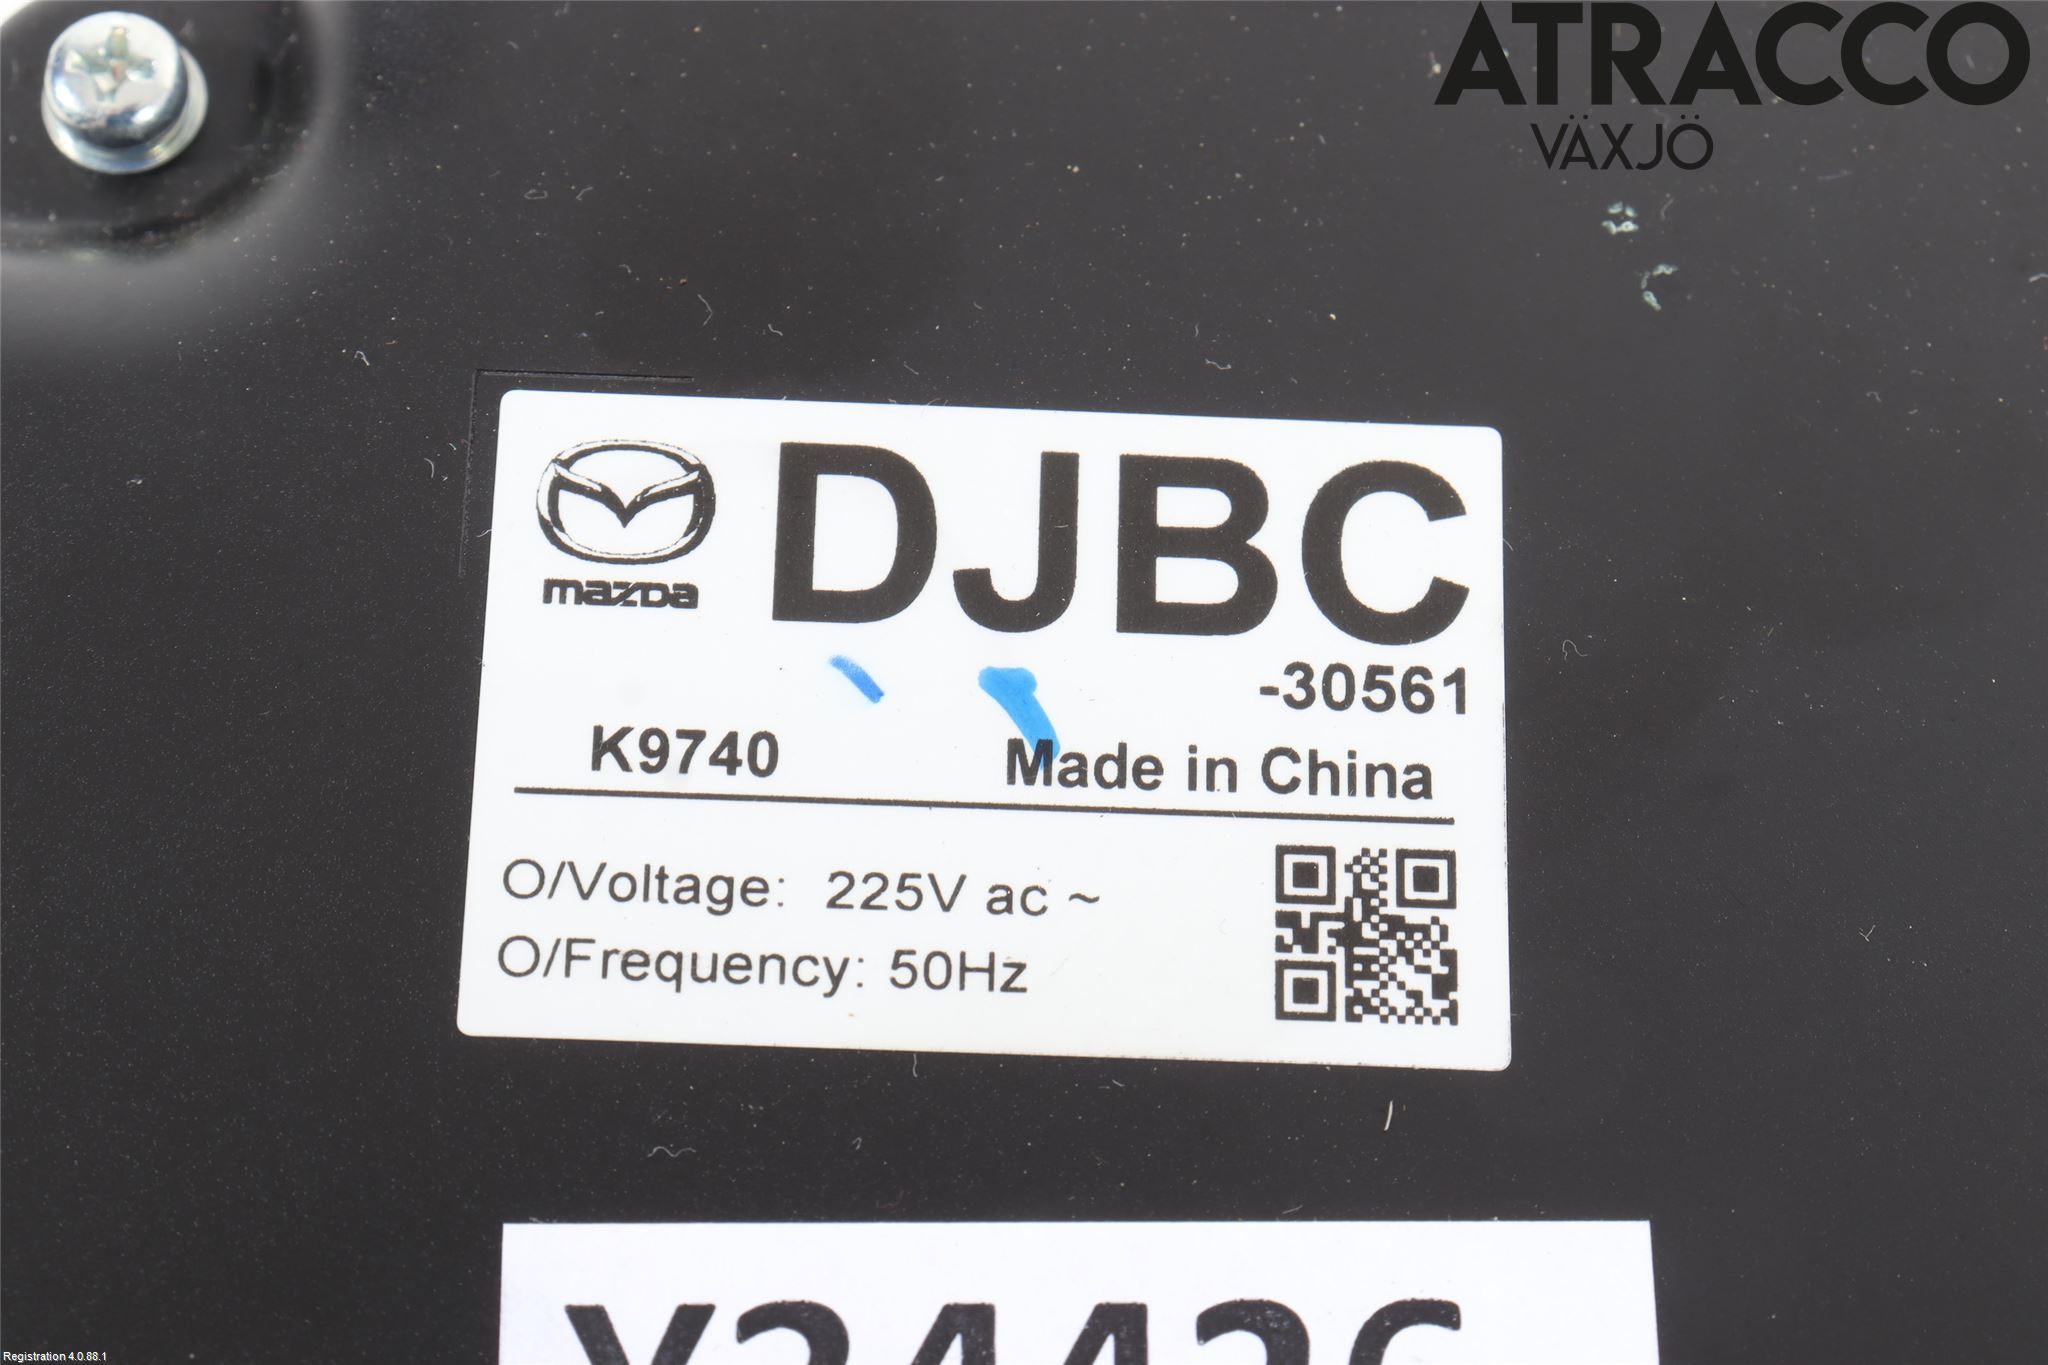 ATRACCO
VÄXJÖ
mazda
DJBC
-30561
K9740
Made in China
O/Voltage: 225V ac ~
O/Frequency: 50Hz
Registration 4.0.88.1